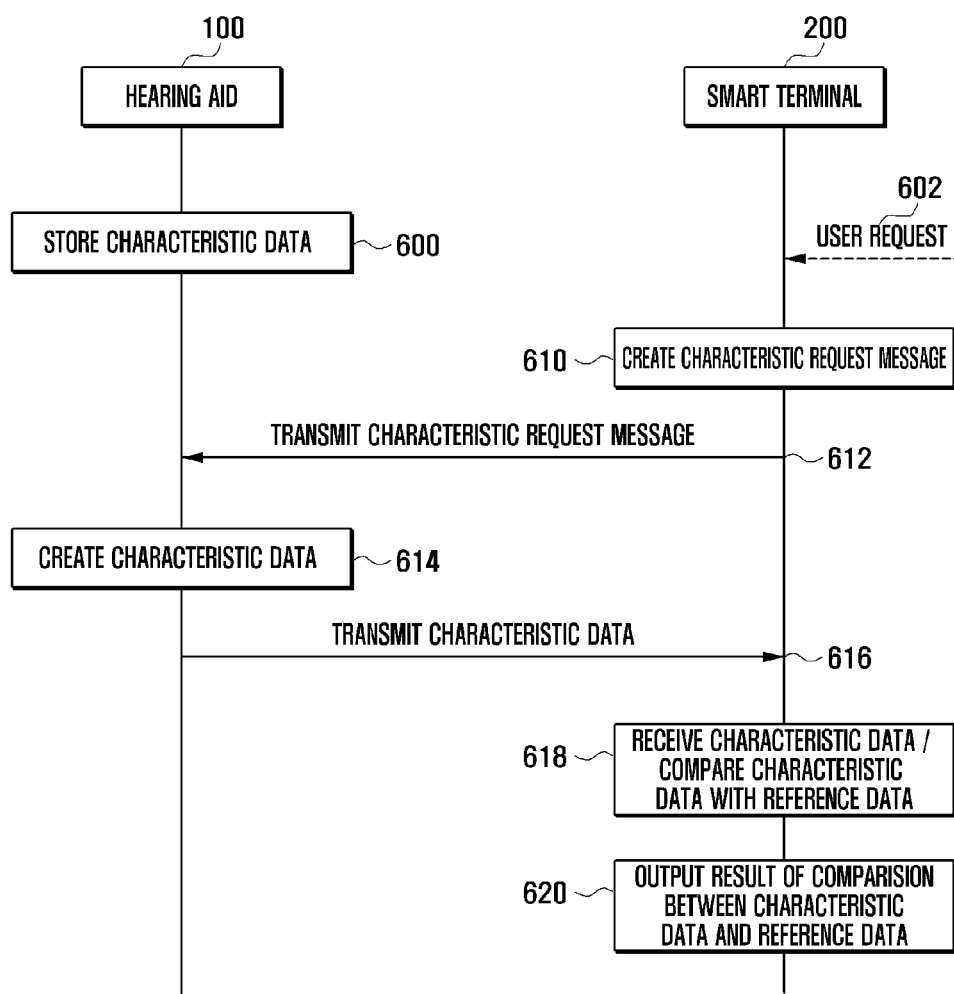 100
200
HEARING AID
SMART TERMINAL
602
USER REQUEST
STORE CHARACTERISTIC DATA
600
610
CREATE CHARACTERISTIC REQUEST MESSAGE
TRANSMIT CHARACTERISTIC REQUEST MESSAGE
612
CREATE CHARACTERISTIC DATA
614
TRANSMIT CHARACTERISTIC DATA
616
618
RECEIVE CHARACTERISTIC DATA /
COMPARE CHARACTERISTIC
DATA WITH REFERENCE DATA
620
OUTPUT RESULT OF COMPARISION
BETWEEN CHARACTERISTIC
DATA AND REFERENCE DATA